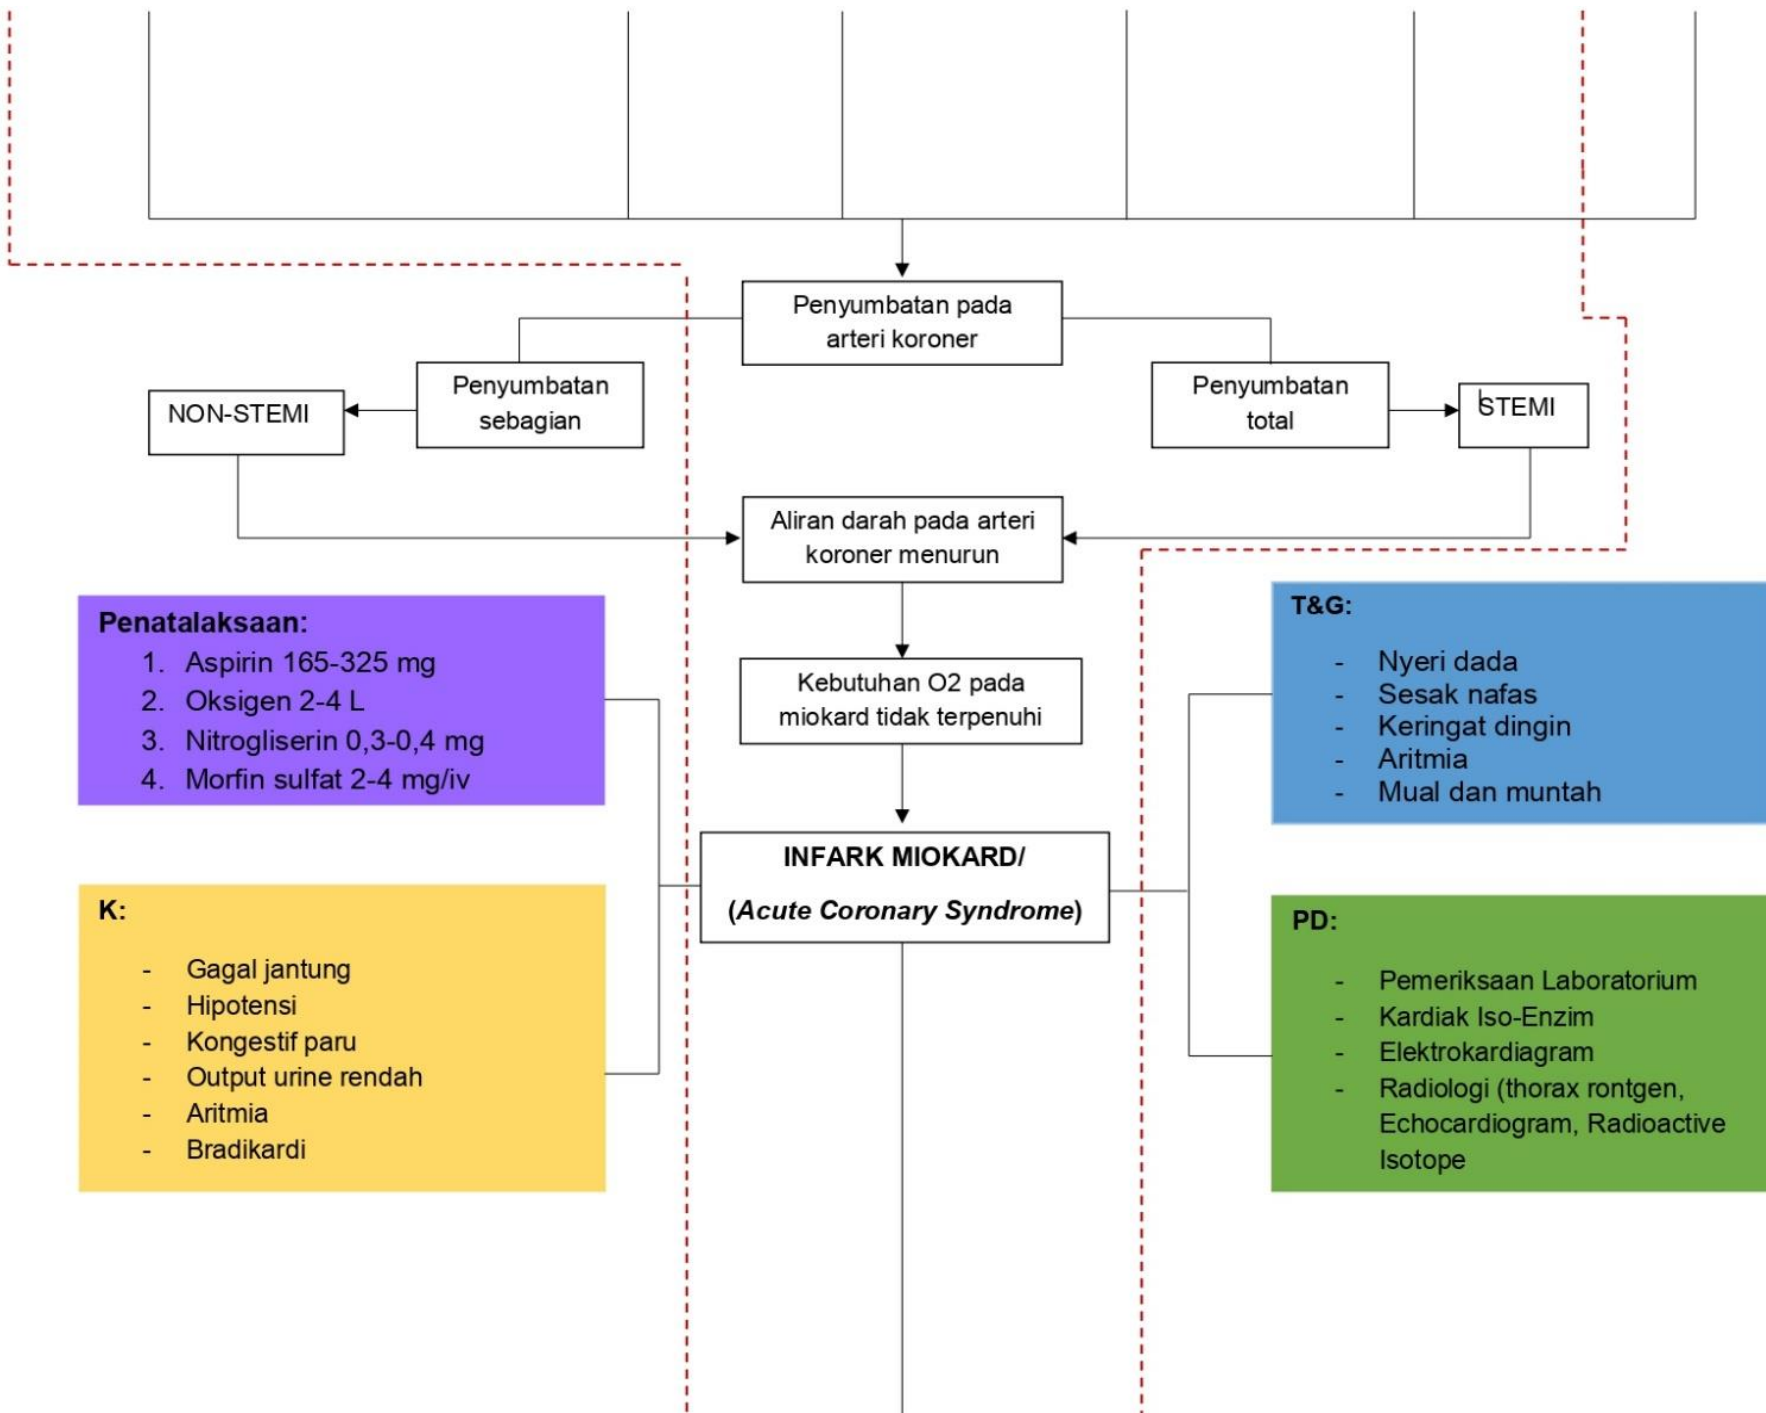 Penyumbatan pada
arteri koroner
Penyumbatan
sebagian
NON-STEMI
Penyumbatan
total
STEMI
Aliran darah pada arteri
koroner menurun
Kebutuhan O2 pada
miokard tidak terpenuhi
INFARK MIOKARD/
(Acute Coronary Syndrome)
Penatalaksaan:
1. Aspirin 165-325 mg
2. Oksigen 2-4 L
3. Nitrogliserin 0,3-0,4 mg
4. Morfin sulfat 2-4 mg/iv
K:
- Gagal jantung
- Hipotensi
- Kongestif paru
- Output urine rendah
- Aritmia
- Bradikardi
T&G:
- Nyeri dada
- Sesak nafas
- Keringat dingin
- Aritmia
- Mual dan muntah
PD:
- Pemeriksaan Laboratorium
- Kardiak Iso-Enzim
- Elektrokardiagram
- Radiologi (thorax rontgen,
Echocardiogram, Radioactive
Isotope